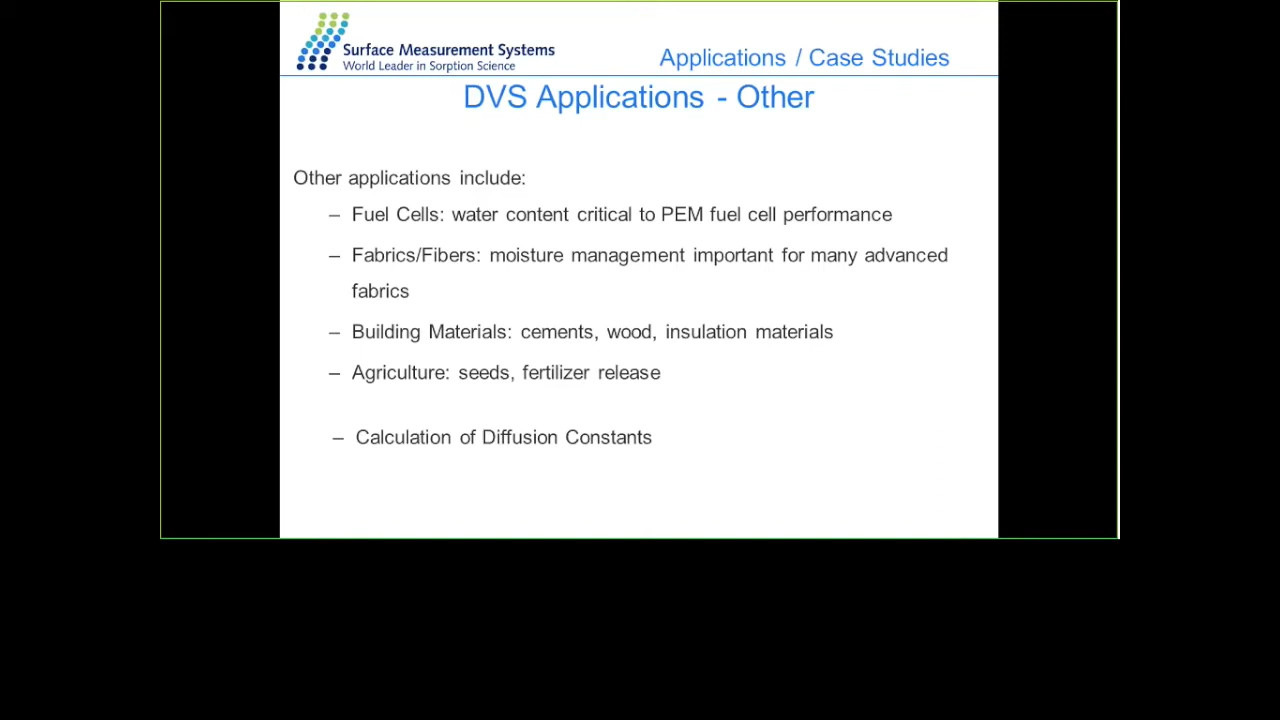 Surface Measurement Systems
World Leader in Sorption Science
Applications / Case Studies
DVS Applications - Other
Other applications include:
– Fuel Cells: water content critical to PEM fuel cell performance
– Fabrics/Fibers: moisture management important for many advanced
fabrics
– Building Materials: cements, wood, insulation materials
– Agriculture: seeds, fertilizer release
– Calculation of Diffusion Constants